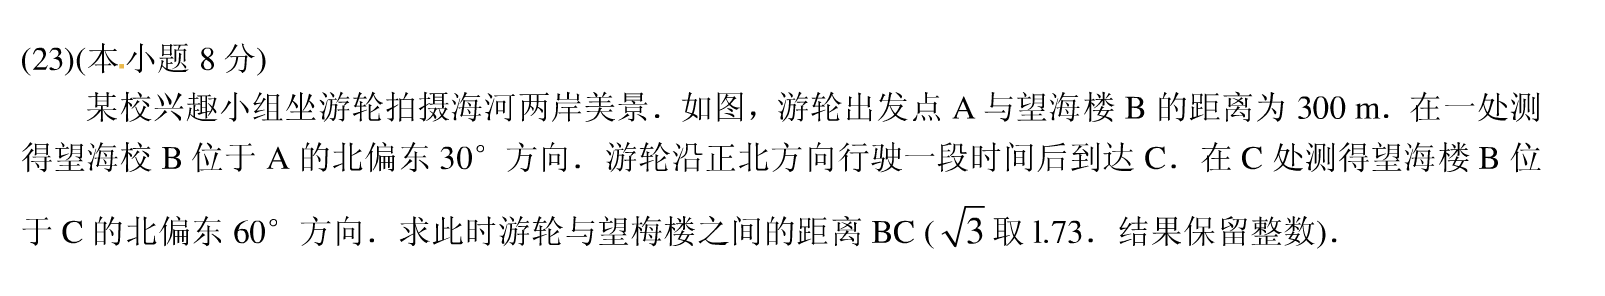 (23)(本.小题 8 分)
某校兴趣小组坐游轮拍摄海河两岸美景．如图，游轮出发点 A 与望海楼 B 的距离为 300 m．在一处测
得望海校 B 位于 A 的北偏东 30°方向．游轮沿正北方向行驶一段时间后到达 C．在 C 处测得望海楼 B 位
于 C 的北偏东 60°方向．求此时游轮与望梅楼之间的距离 BC (√3 取 l.73．结果保留整数)．